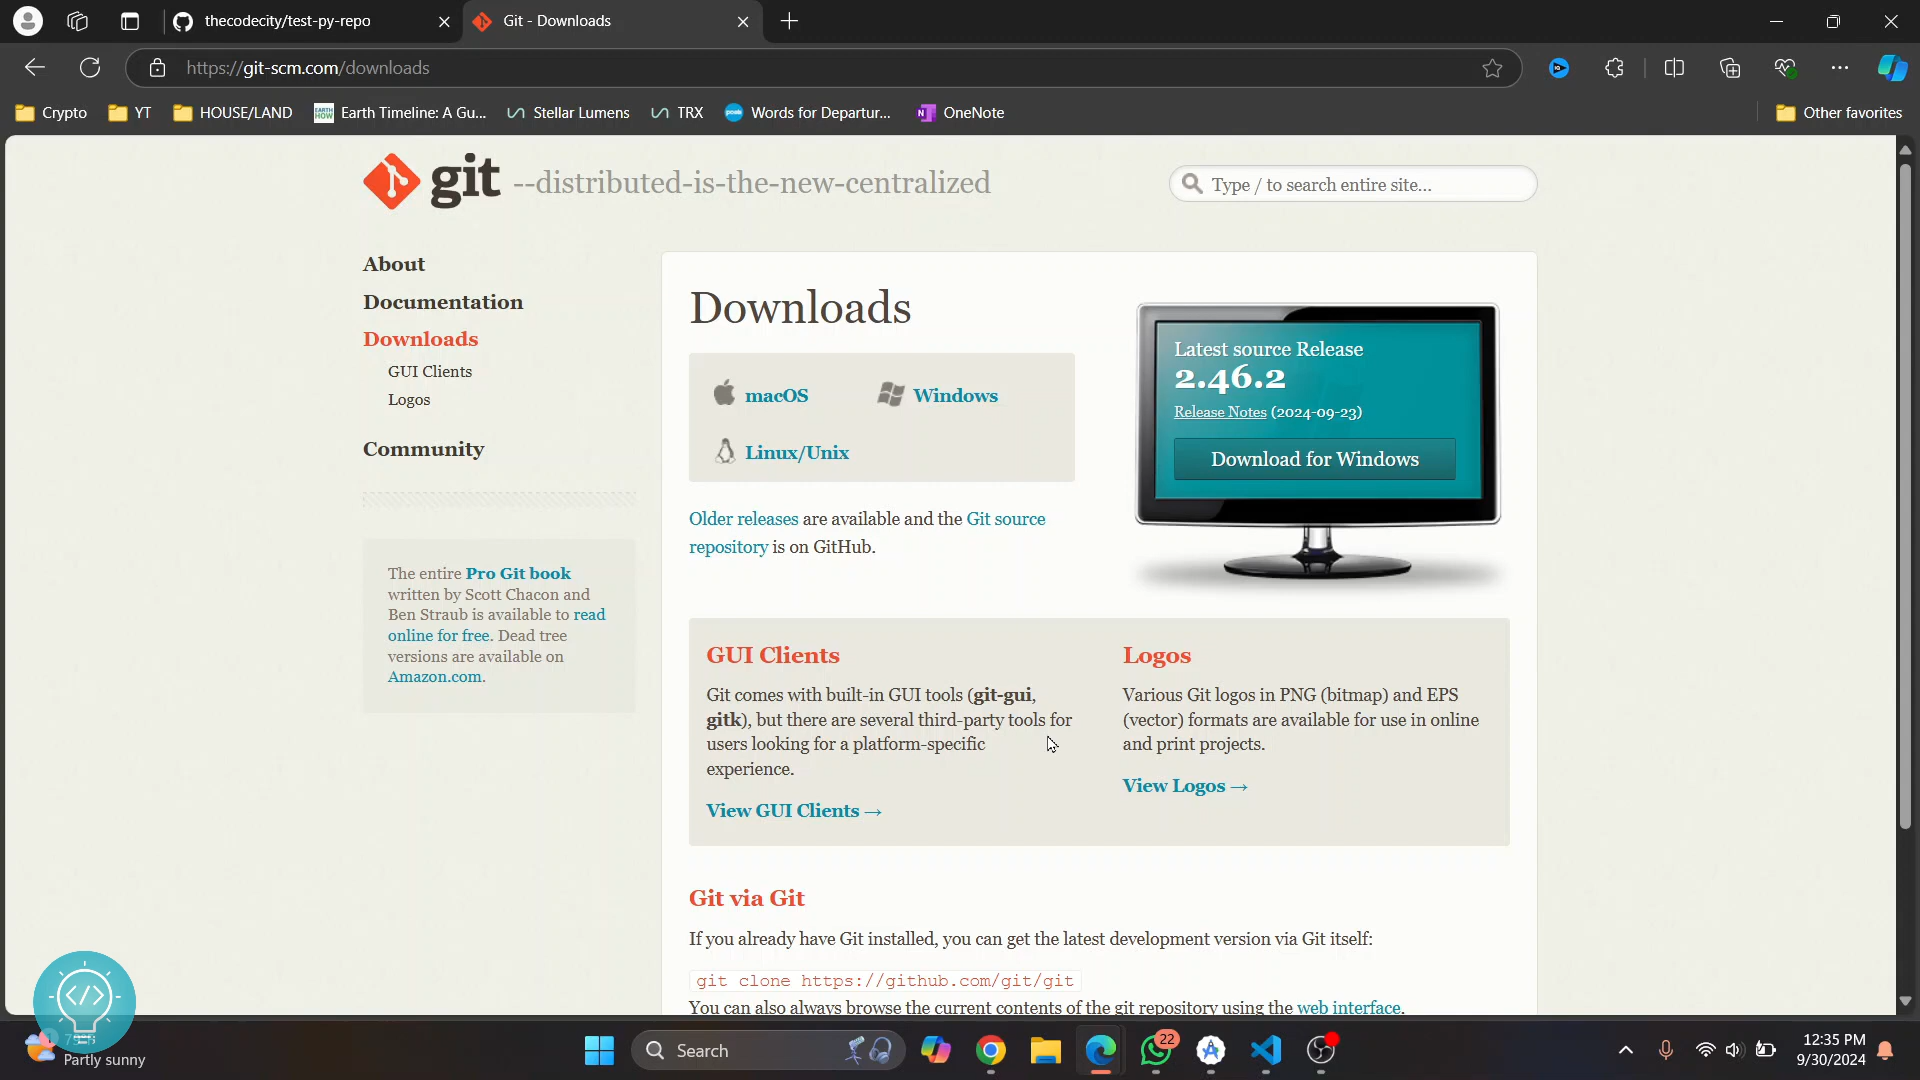 thecodecity/test-py-repo
Git - Downloads
https://git-scm.com/downloads
Crypto
YT
HOUSE/LAND
Earth Timeline: A Gu...
Stellar Lumens
TRX
Words for Departur...
OneNote
Other favorites
git --distributed-is-the-new-centralized
Type / to search entire site...
About
Documentation
Downloads
GUI Clients
Logos
Community
The entire Pro Git book
written by Scott Chacon and
Ben Straub is available to read
online for free. Dead tree
versions are available on
Amazon.com.
Downloads
macOS
Windows
Linux/Unix
Older releases are available and the Git source
repository is on GitHub.
Latest source Release
2.46.2
Release Notes (2024-09-23)
Download for Windows
GUI Clients
Git comes with built-in GUI tools (git-gui,
gitk), but there are several third-party tools for
users looking for a platform-specific
experience.
View GUI Clients →
Logos
Various Git logos in PNG (bitmap) and EPS
(vector) formats are available for use in online
and print projects.
View Logos →
Git via Git
If you already have Git installed, you can get the latest development version via Git itself:
git clone https://github.com/git/git
You can also always browse the current contents of the git repository using the web interface.
</>
Partly sunny
Search
22
12:35 PM
9/30/2024